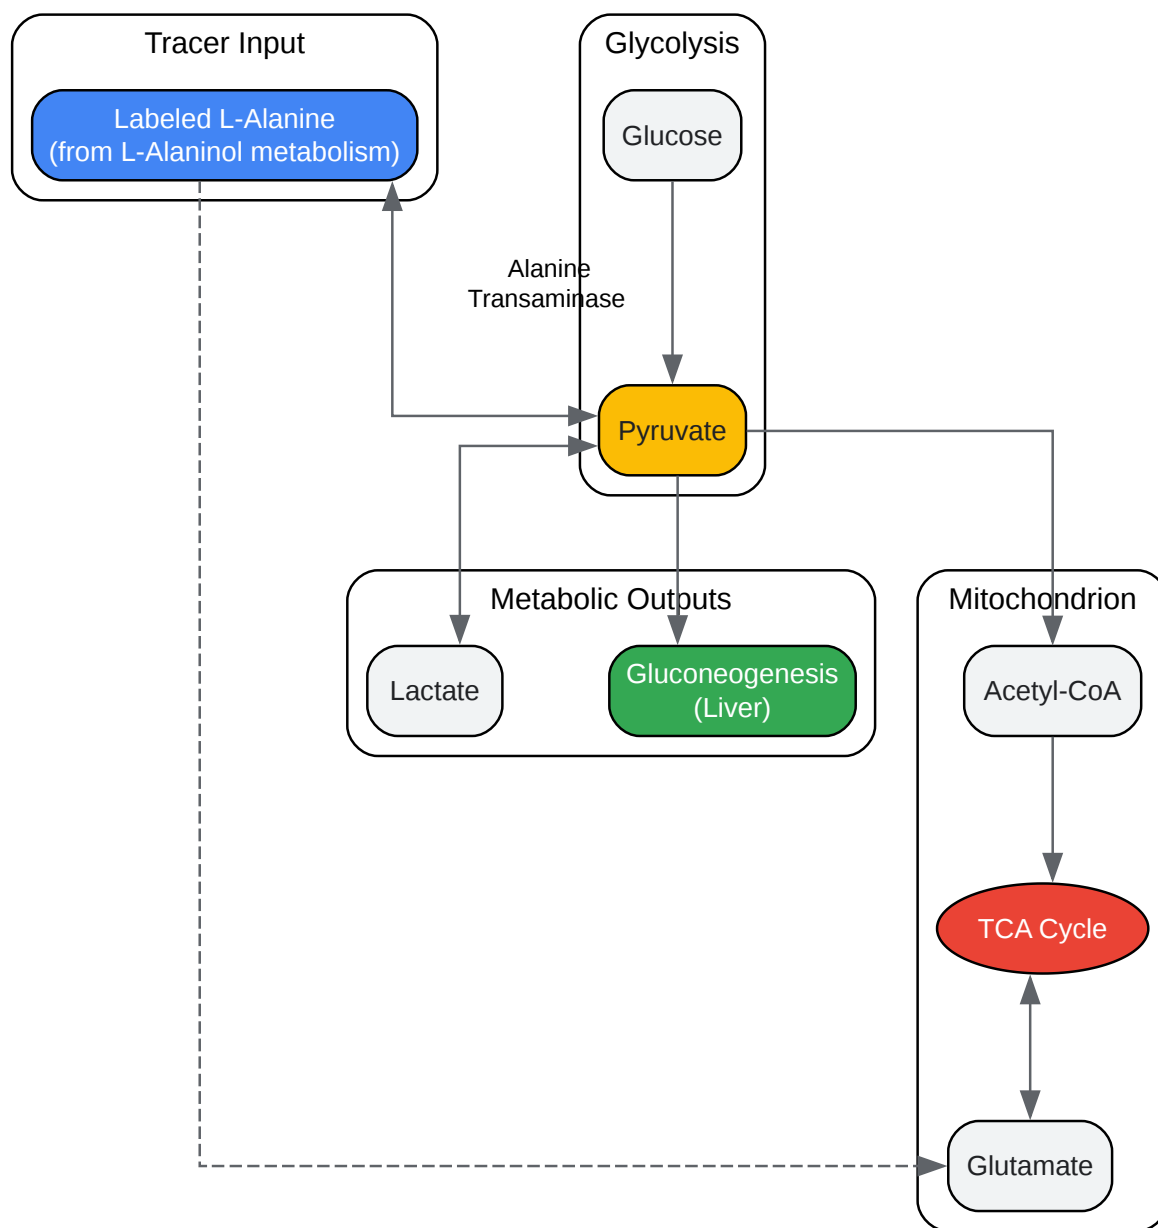 Tracer Input
Labeled L-Alanine
(from L-Alaninol metabolism)
Glycolysis
Glucose
Alanine
Transaminase
Pyruvate
Metabolic Outputs
Lactate
Gluconeogenesis
(Liver)
Mitochondrion
Acetyl-CoA
TCA Cycle
Glutamate